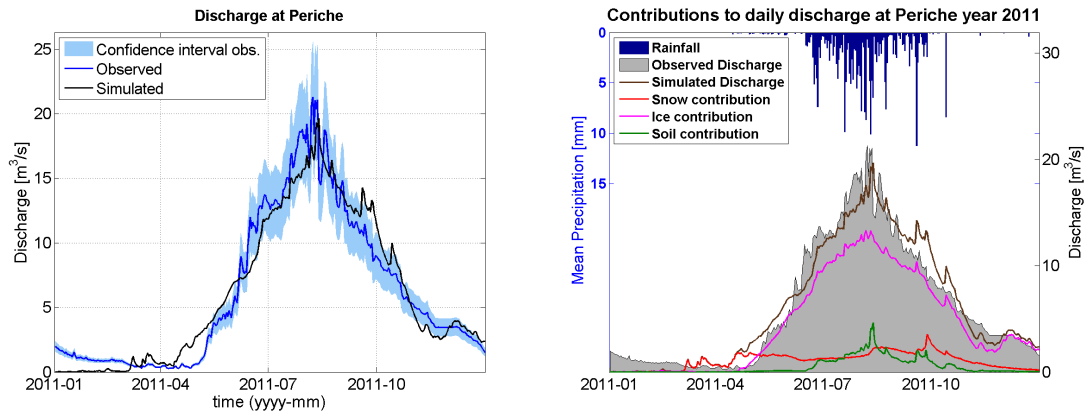 Discharge at Periche
Confidence interval obs.
Observed
Simulated
25
20
15
10
5
0
Discharge [m³/s]
2011-01
2011-04
2011-07
2011-10
time (yyyy-mm)
Contributions to daily discharge at Periche year 2011
Rainfall
Observed Discharge
Simulated Discharge
Snow contribution
Ice contribution
Soil contribution
0
5
10
15
Mean Precipitation [mm]
30
20
10
0
Discharge [m³/s]
2011-01
2011-04
2011-07
2011-10